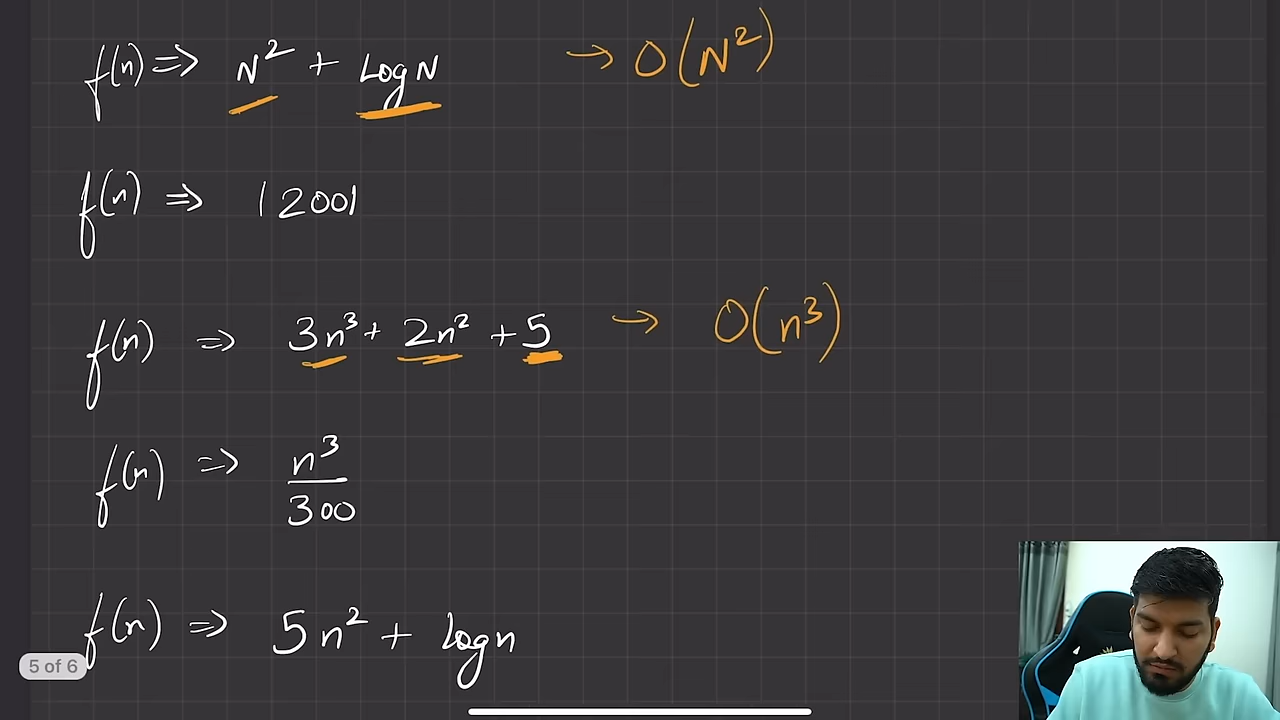 f(n) => N² + Log N → O(N²)
f(n) => 12001
f(n) => 3n³ + 2n² + 5 → O(n³)
f(n) => n³/300
f(n) => 5n² + logn
5 of 6